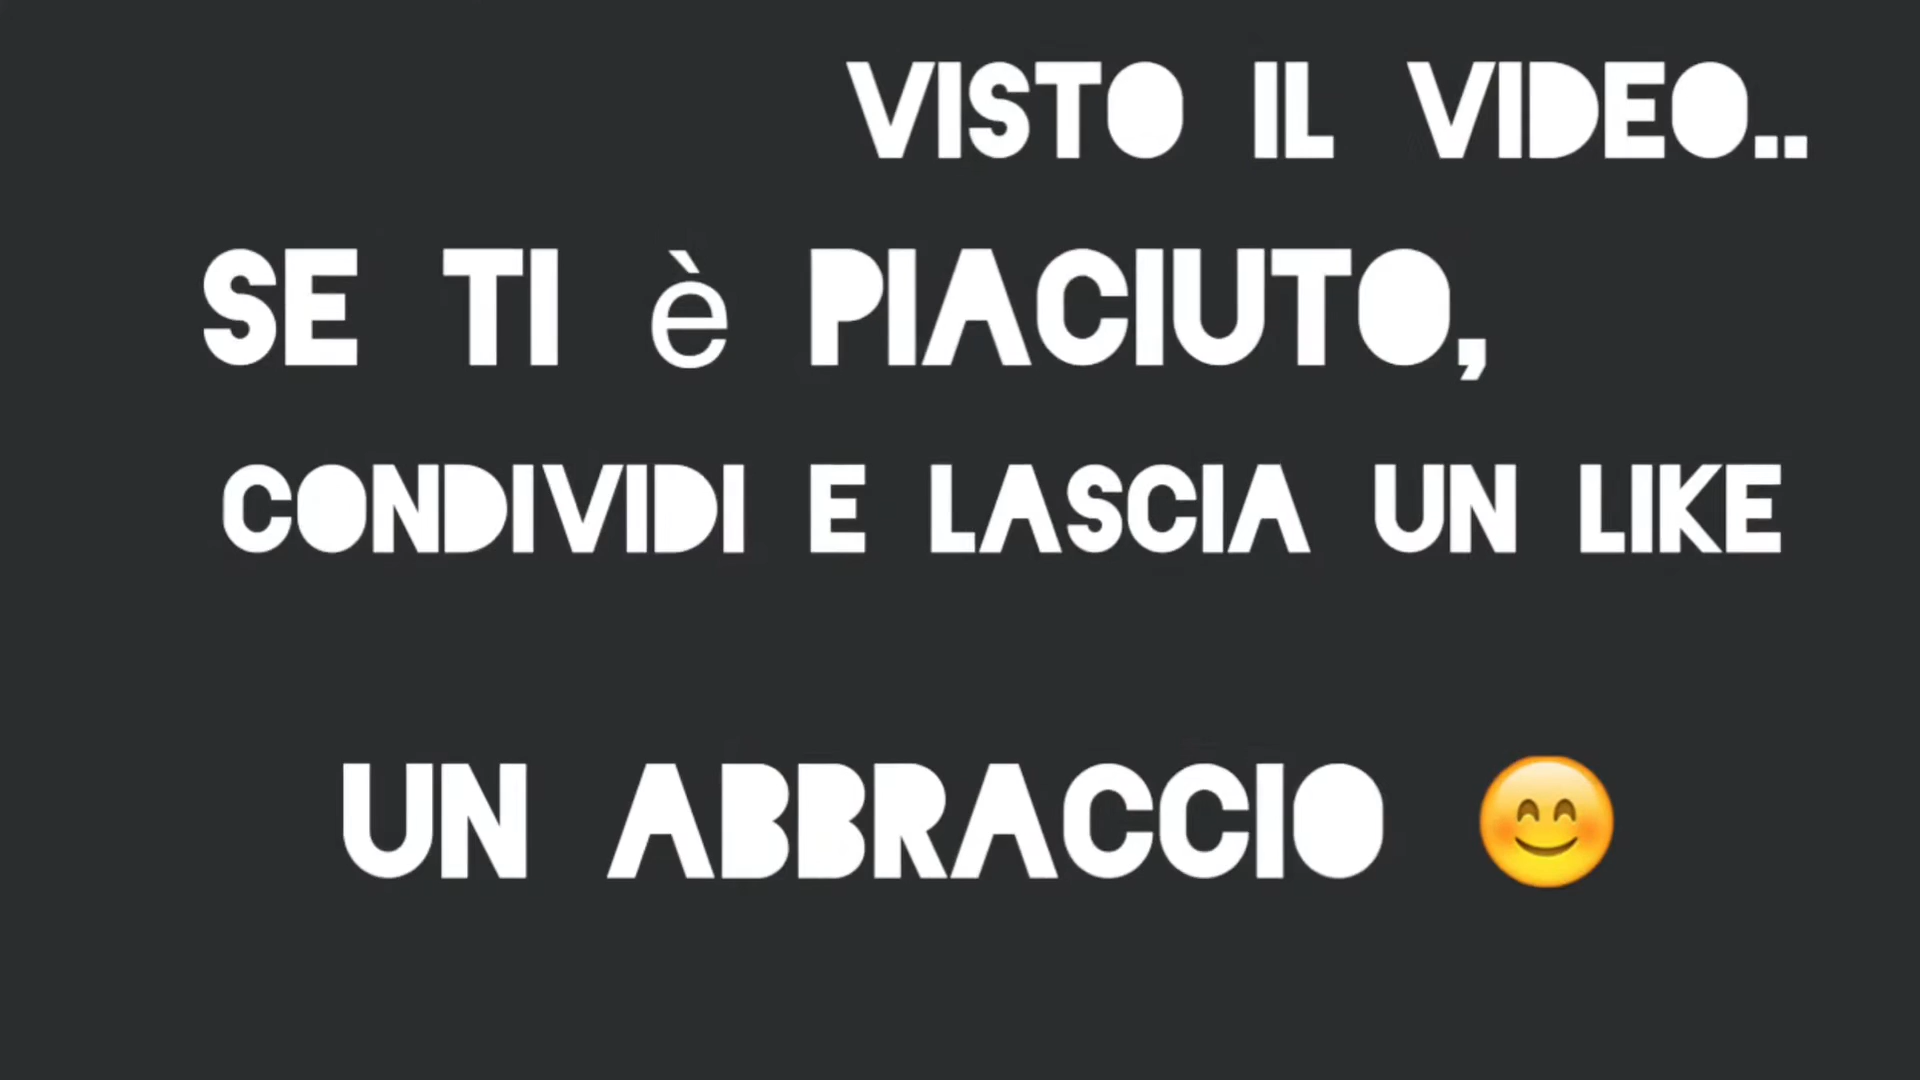 VISTO IL VIDEO..
SE TI è PIACIUTO,
CONDIVIDI E LASCIA UN LIKE
UN ABBRACCIO 😊